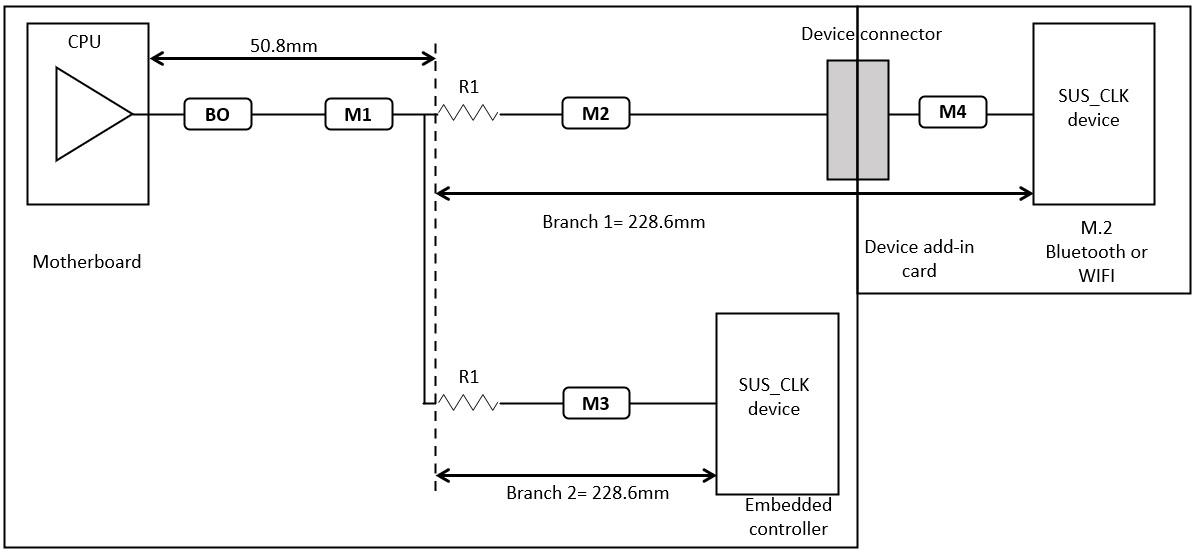 CPU
50.8mm
Device connector
R1
BO
M1
M2
M4
SUS_CLK
device
Branch 1= 228.6mm
M.2
Bluetooth or
WIFI
Motherboard
Device add-in
card
R1
M3
SUS_CLK
device
Branch 2= 228.6mm
Embedded
controller